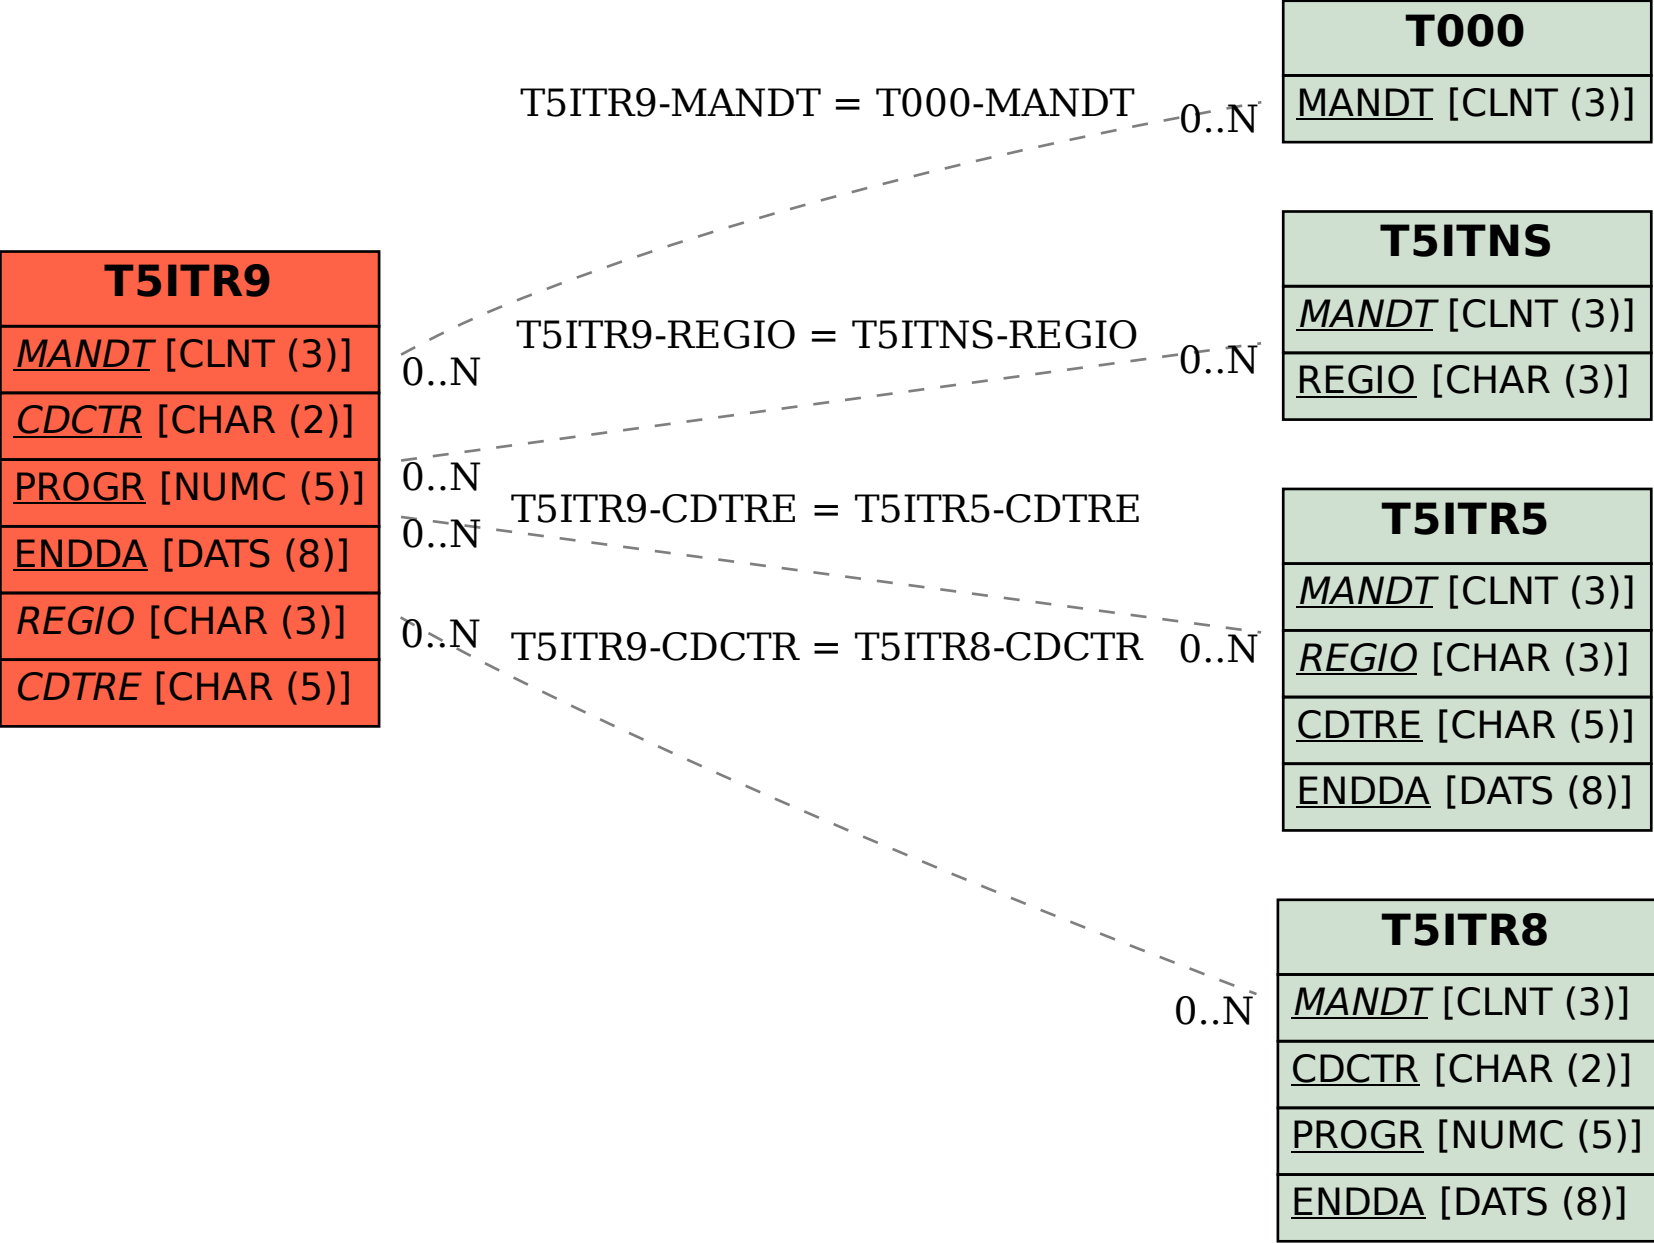 T000
MANDT [CLNT (3)]
T5ITR9-MANDT = T000-MANDT
0..N
T5ITNS
MANDT [CLNT (3)]
REGIO [CHAR (3)]
T5ITR9
MANDT [CLNT (3)]
CDCTR [CHAR (2)]
PROGR [NUMC (5)]
ENDDA [DATS (8)]
REGIO [CHAR (3)]
CDTRE [CHAR (5)]
0..N
T5ITR9-REGIO = T5ITNS-REGIO
0..N
0..N
T5ITR9-CDTRE = T5ITR5-CDTRE
0..N
0..N
T5ITR9-CDCTR = T5ITR8-CDCTR
0..N
T5ITR5
MANDT [CLNT (3)]
REGIO [CHAR (3)]
CDTRE [CHAR (5)]
ENDDA [DATS (8)]
0..N
T5ITR8
MANDT [CLNT (3)]
CDCTR [CHAR (2)]
PROGR [NUMC (5)]
ENDDA [DATS (8)]